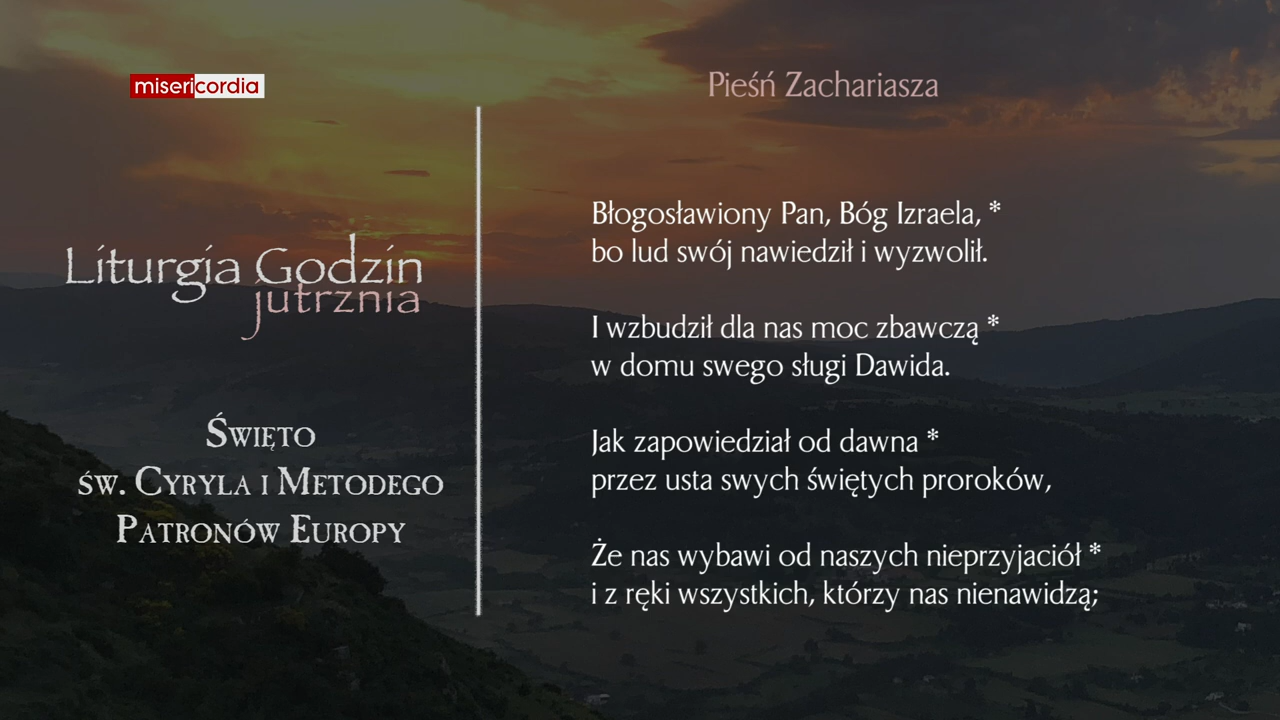 misericordia
Liturgia Godzin
jutrznia
Święto
św. Cyryla i Metodego
Patronów Europy
Pieśń Zachariasza
Błogosławiony Pan, Bóg Izraela, *
bo lud swój nawiedził i wyzwolił.
I wzbudził dla nas moc zbawczą *
w domu swego sługi Dawida.
Jak zapowiedział od dawna *
przez usta swych świętych proroków,
Że nas wybawi od naszych nieprzyjaciół *
i z ręki wszystkich, którzy nas nienawidzą;